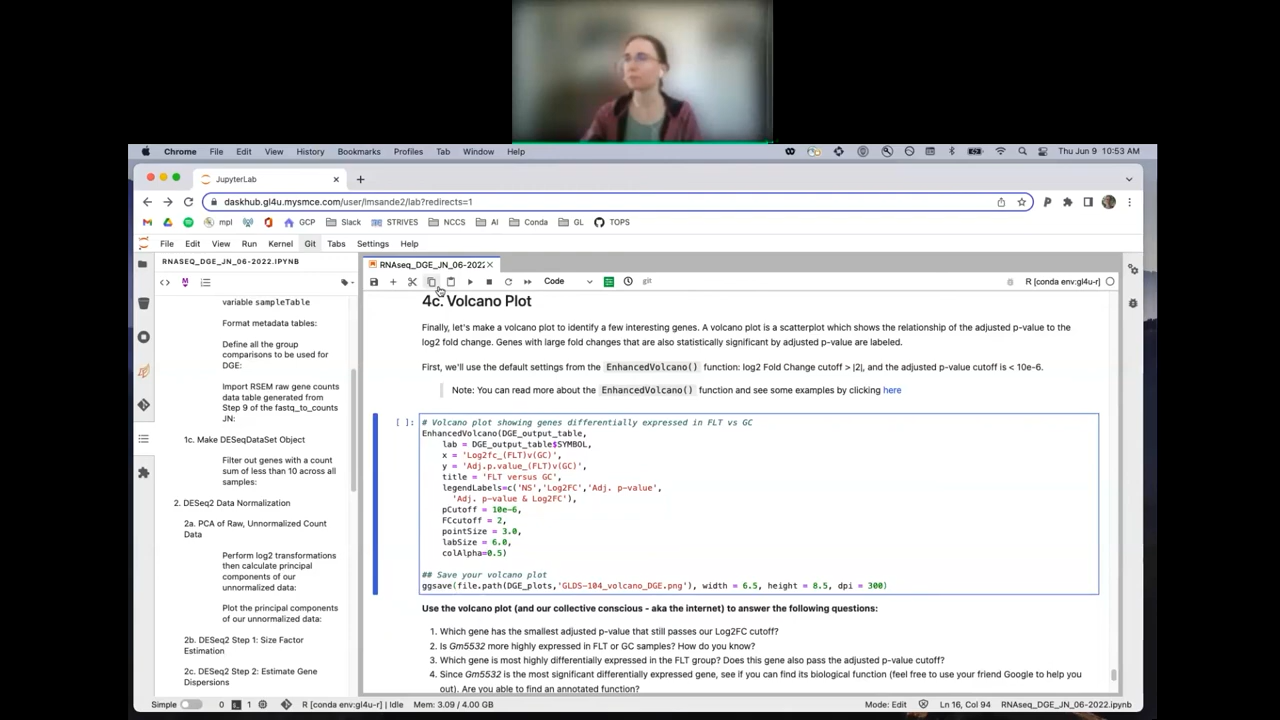 Chrome File Edit View History Bookmarks Profiles Tab Window Help Thu Jun 9 10:53 AM
JupyterLab
daskhub.gl4u.mysmce.com/user/lmsande2/lab?redirects=1
mpl GCP Slack STRIVES NCCS AI Conda GL TOPS
File Edit View Run Kernel Git Tabs Settings Help
RNASEQ_DGE_JN_06-2022.IPYNB
RNAseq_DGE_JN_06-2022
Code git R [conda env:gl4u-r]
variable sampleTable
Format metadata tables:
Define all the
group
comparisons to be used for
DGE:
Import RSEM raw gene counts
data table generated from
Step 9 of the fastq_to_counts
JN:
1c. Make DESeqDataSet Object
Filter out genes with a count
sum of less than 10 across all
samples:
2. DESeq2 Data Normalization
2a. PCA of Raw, Unnormalized Count
Data
Perform log2 transformations
then calculate principal
components of our
unnormalized data:
Plot the principal components
of our unnormalized data:
2b. DESeq2 Step 1: Size Factor
Estimation
2c. DESeq2 Step 2: Estimate Gene
Dispersions
4c. Volcano Plot
Finally, let's make a volcano plot to identify a few interesting genes. A volcano plot is a scatterplot which shows the relationship of the adjusted p-value to the
log2 fold change. Genes with large fold changes that are also statistically significant by adjusted p-value are labeled.
First, we'll use the default settings from the EnhancedVolcano() function: log2 Fold Change cutoff > |2|, and the adjusted p-value cutoff is < 10e-6.
Note: You can read more about the EnhancedVolcano() function and see some examples by clicking here
[ ]: # Volcano plot showing genes differentially expressed in FLT vs GC
EnhancedVolcano(DGE_output_table,
lab = DGE_output_table$SYMBOL,
x = 'Log2fc_(FLT)v(GC)',
y = 'Adj.p.value_(FLT)v(GC)',
title = 'FLT versus GC',
legendLabels=c('NS','Log2FC','Adj. p-value',
'Adj. p-value & Log2FC'),
pCutoff = 10e-6,
FCcutoff = 2,
pointSize = 3.0,
labSize = 6.0,
colAlpha=0.5)
## Save your volcano plot
ggsave(file.path(DGE_plots,'GLDS-104_volcano_DGE.png'), width = 6.5, height = 8.5, dpi = 300)
Use the volcano plot (and our collective conscious - aka the internet) to answer the following questions:
1. Which gene has the smallest adjusted p-value that still passes our Log2FC cutoff?
2. Is Gm5532 more highly expressed in FLT or GC samples? How do you know?
3. Which gene is most highly differentially expressed in the FLT group? Does this gene also pass the adjusted p-value cutoff?
4. Since Gm5532 is the most significant differentially expressed gene, see if you can find its biological function (feel free to use your friend Google to help you
out). Are you able to find an annotated function?
Simple 0 1 R [conda env:gl4u-r] | Idle Mem: 3.09 / 4.00 GB Mode: Edit Ln 16, Col 94 RNAseq_DGE_JN_06-2022.ipynb